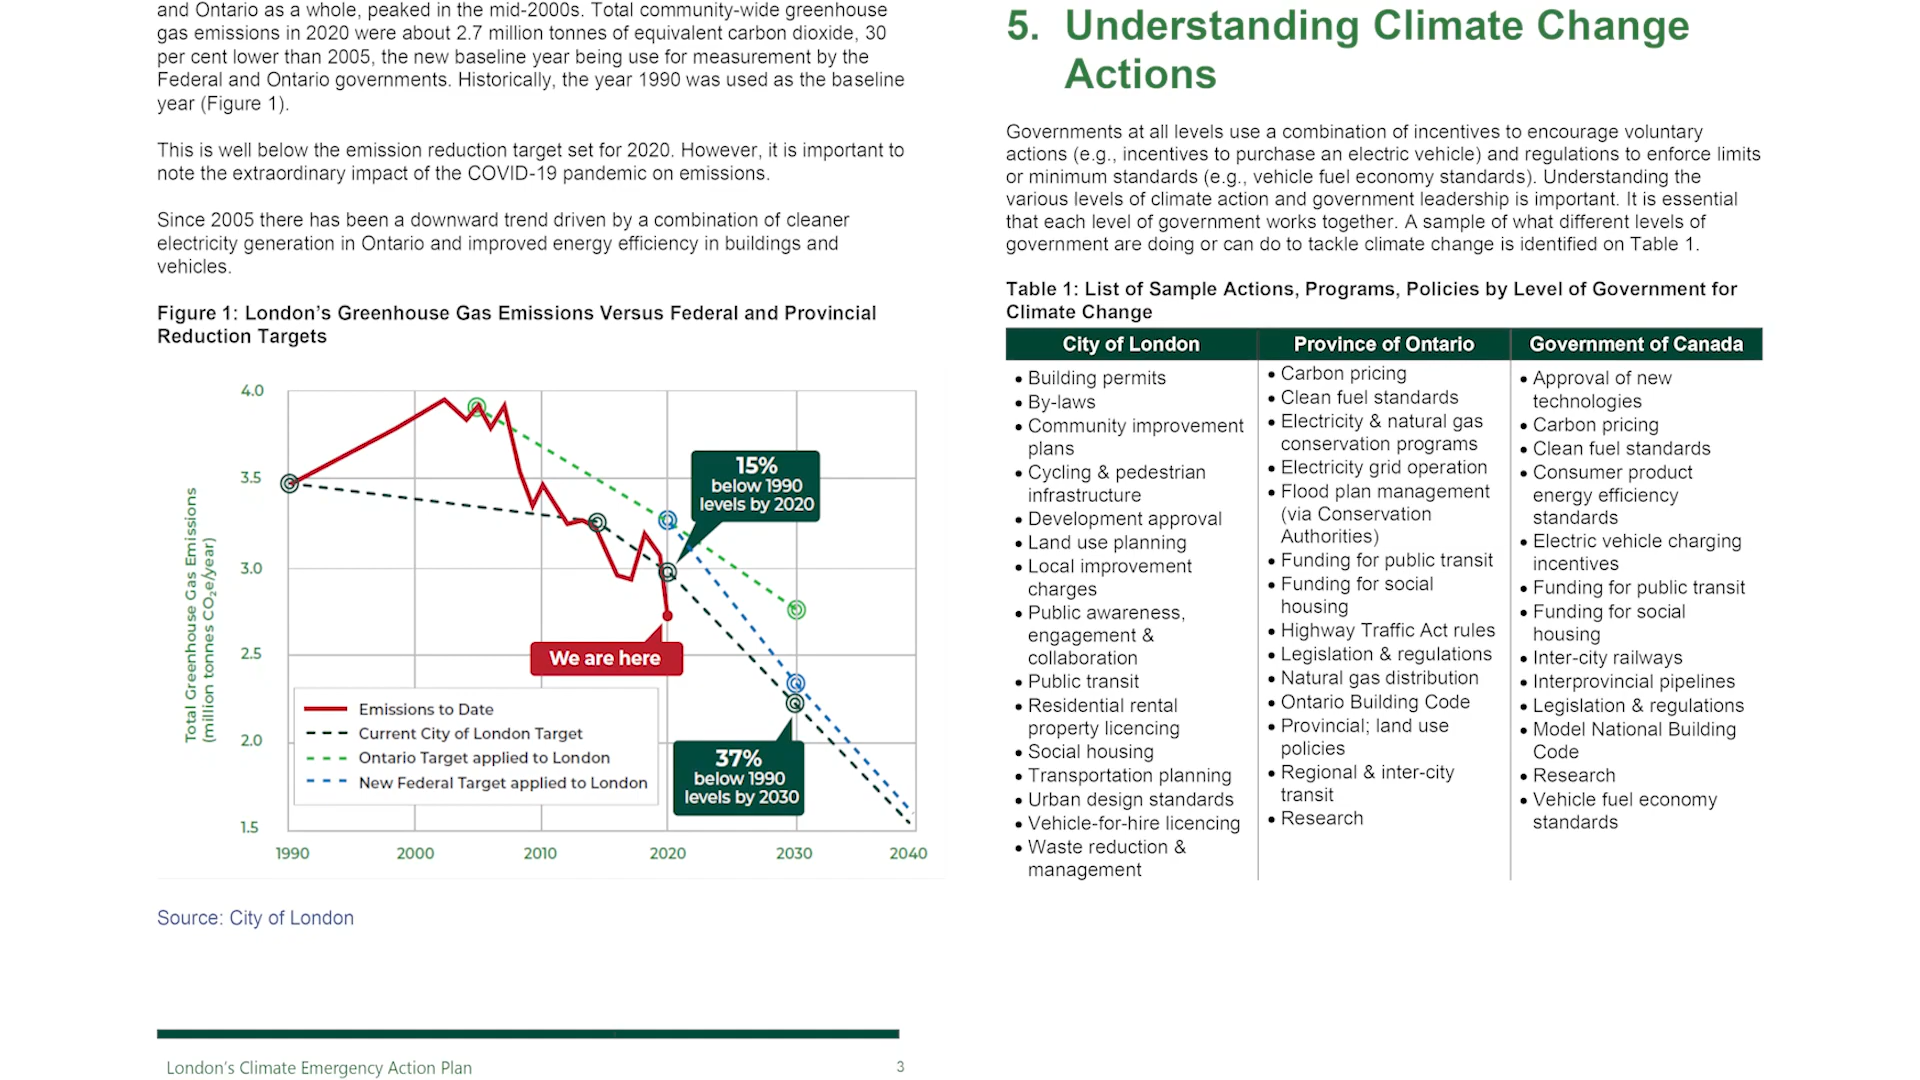 and Ontario as a whole, peaked in the mid-2000s. Total community-wide greenhouse
gas emissions in 2020 were about 2.7 million tonnes of equivalent carbon dioxide, 30
per cent lower than 2005, the new baseline year being use for measurement by the
Federal and Ontario governments. Historically, the year 1990 was used as the baseline
year (Figure 1).
This is well below the emission reduction target set for 2020. However, it is important to
note the extraordinary impact of the COVID-19 pandemic on emissions.
Since 2005 there has been a downward trend driven by a combination of cleaner
electricity generation in Ontario and improved energy efficiency in buildings and
vehicles.
Figure 1: London's Greenhouse Gas Emissions Versus Federal and Provincial
Reduction Targets
Total Greenhouse Gas Emissions
(million tonnes CO₂e/year)
4.0
3.5
3.0
2.5
2.0
1.5
1990
2000
2010
2020
2030
2040
15%
below 1990
levels by 2020
We are here
37%
below 1990
levels by 2030
Emissions to Date
Current City of London Target
Ontario Target applied to London
New Federal Target applied to London
Source: City of London
London's Climate Emergency Action Plan
3
5. Understanding Climate Change
Actions
Governments at all levels use a combination of incentives to encourage voluntary
actions (e.g., incentives to purchase an electric vehicle) and regulations to enforce limits
or minimum standards (e.g., vehicle fuel economy standards). Understanding the
various levels of climate action and government leadership is important. It is essential
that each level of government works together. A sample of what different levels of
government are doing or can do to tackle climate change is identified on Table 1.
Table 1: List of Sample Actions, Programs, Policies by Level of Government for
Climate Change
City of London
• Building permits
• By-laws
• Community improvement
plans
• Cycling & pedestrian
infrastructure
• Development approval
• Land use planning
• Local improvement
charges
• Public awareness,
engagement &
collaboration
• Public transit
• Residential rental
property licencing
• Social housing
• Transportation planning
• Urban design standards
• Vehicle-for-hire licencing
• Waste reduction &
management
Province of Ontario
• Carbon pricing
• Clean fuel standards
• Electricity & natural gas
conservation programs
• Electricity grid operation
• Flood plan management
(via Conservation
Authorities)
• Funding for public transit
• Funding for social
housing
• Highway Traffic Act rules
• Legislation & regulations
• Natural gas distribution
• Ontario Building Code
• Provincial; land use
policies
• Regional & inter-city
transit
• Research
Government of Canada
• Approval of new
technologies
• Carbon pricing
• Clean fuel standards
• Consumer product
energy efficiency
standards
• Electric vehicle charging
incentives
• Funding for public transit
• Funding for social
housing
• Inter-city railways
• Interprovincial pipelines
• Legislation & regulations
• Model National Building
Code
• Research
• Vehicle fuel economy
standards